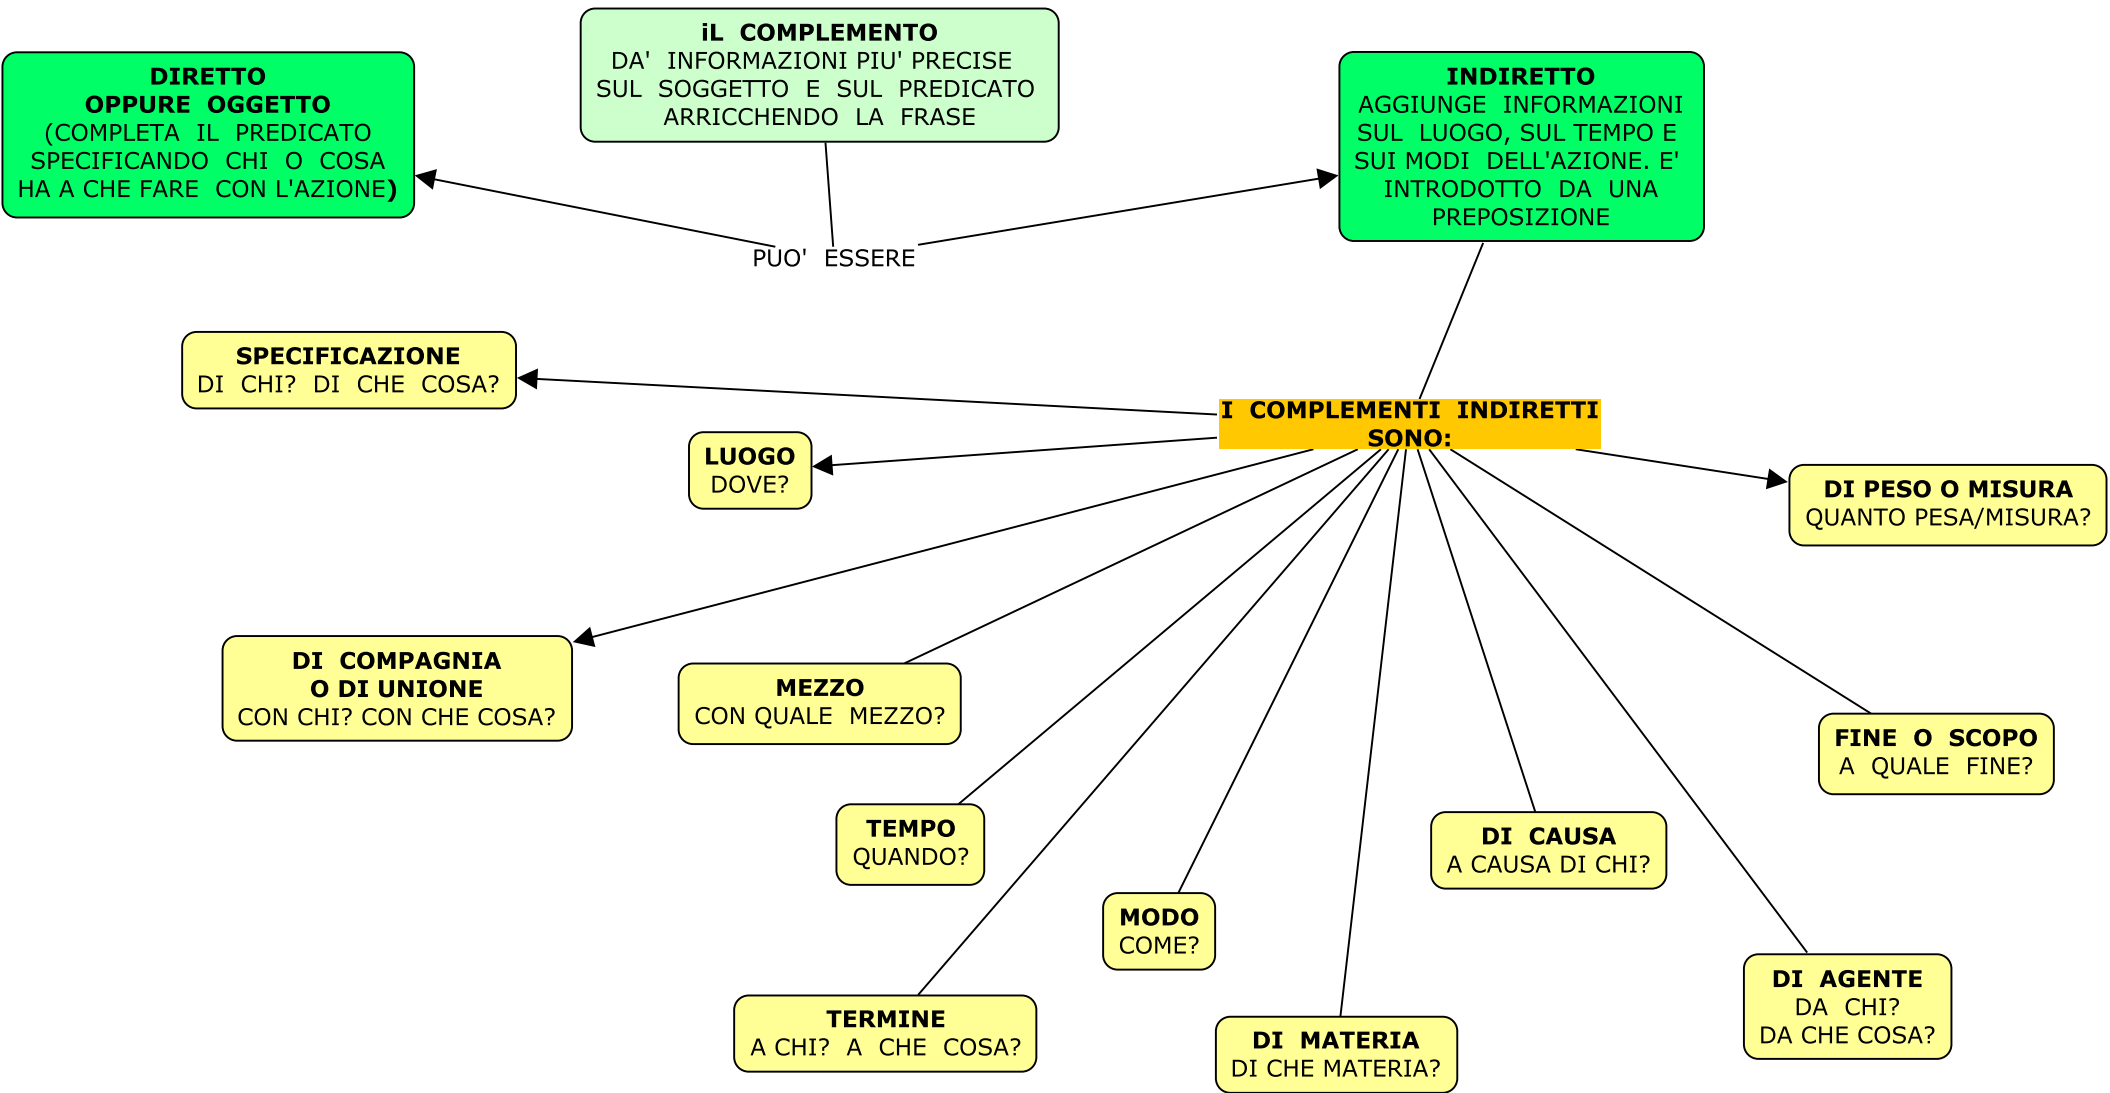 iL COMPLEMENTO
DA' INFORMAZIONI PIU' PRECISE
SUL SOGGETTO E SUL PREDICATO
ARRICCHENDO LA FRASE
DIRETTO
OPPURE OGGETTO
(COMPLETA IL PREDICATO
SPECIFICANDO CHI O COSA
HA A CHE FARE CON L'AZIONE)
INDIRETTO
AGGIUNGE INFORMAZIONI
SUL LUOGO, SUL TEMPO E
SUI MODI DELL'AZIONE. E'
INTRODOTTO DA UNA
PREPOSIZIONE
PUO' ESSERE
SPECIFICAZIONE
DI CHI? DI CHE COSA?
I COMPLEMENTI INDIRETTI
SONO:
LUOGO
DOVE?
DI PESO O MISURA
QUANTO PESA/MISURA?
DI COMPAGNIA
O DI UNIONE
CON CHI? CON CHE COSA?
MEZZO
CON QUALE MEZZO?
FINE O SCOPO
A QUALE FINE?
TEMPO
QUANDO?
DI CAUSA
A CAUSA DI CHI?
MODO
COME?
DI AGENTE
DA CHI?
DA CHE COSA?
TERMINE
A CHI? A CHE COSA?
DI MATERIA
DI CHE MATERIA?